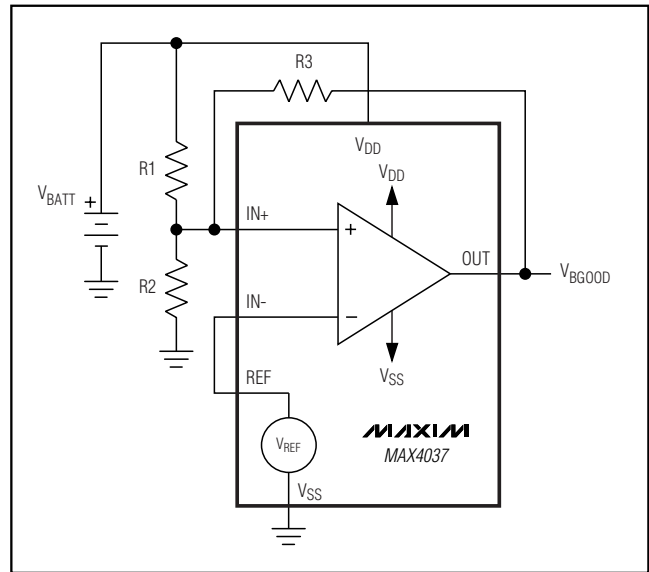 R3
VDD
VDD
R1
VBATT
+
IN+
+
OUT
VBGOOD
R2
IN-
−
VSS
REF
VREF
MAXIM
MAX4037
VSS